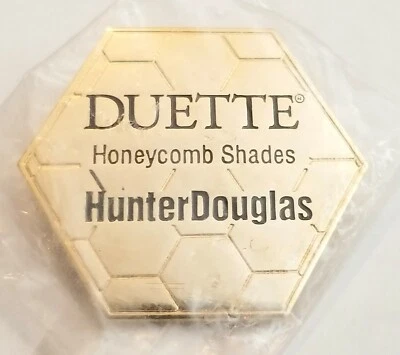 DUETTE®
Honeycomb Shades
HunterDouglas